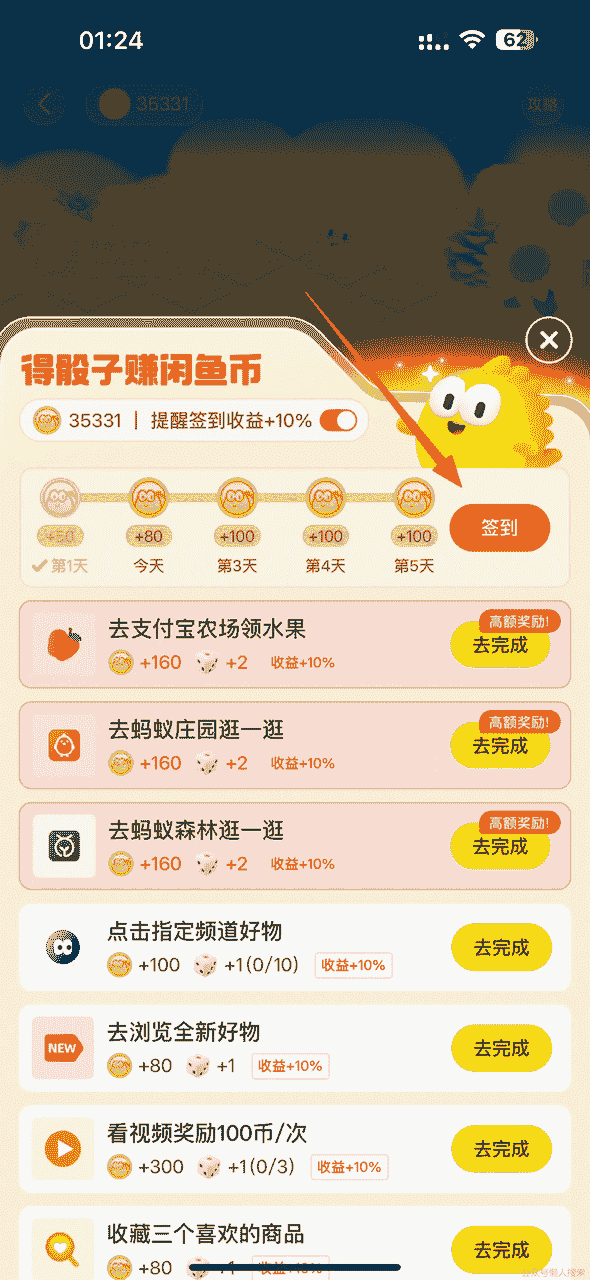 01:24
62
35331
攻略
得骰子赚闲鱼币
35331 | 提醒签到收益+10%
+50 +80 +100 +100 +100
签到
第1天 今天 第3天 第4天 第5天
去支付宝农场领水果
高额奖励!
去完成
+160 +2 收益+10%
去蚂蚁庄园逛一逛
高额奖励!
去完成
+160 +2 收益+10%
去蚂蚁森林逛一逛
高额奖励!
去完成
+160 +2 收益+10%
点击指定频道好物
去完成
+100 +1(0/10) 收益+10%
NEW
去浏览全新好物
去完成
+80 +1 收益+10%
看视频奖励100币/次
去完成
+300 +1(0/3) 收益+10%
收藏三个喜欢的商品
去完成
+80 +1 收益+10%